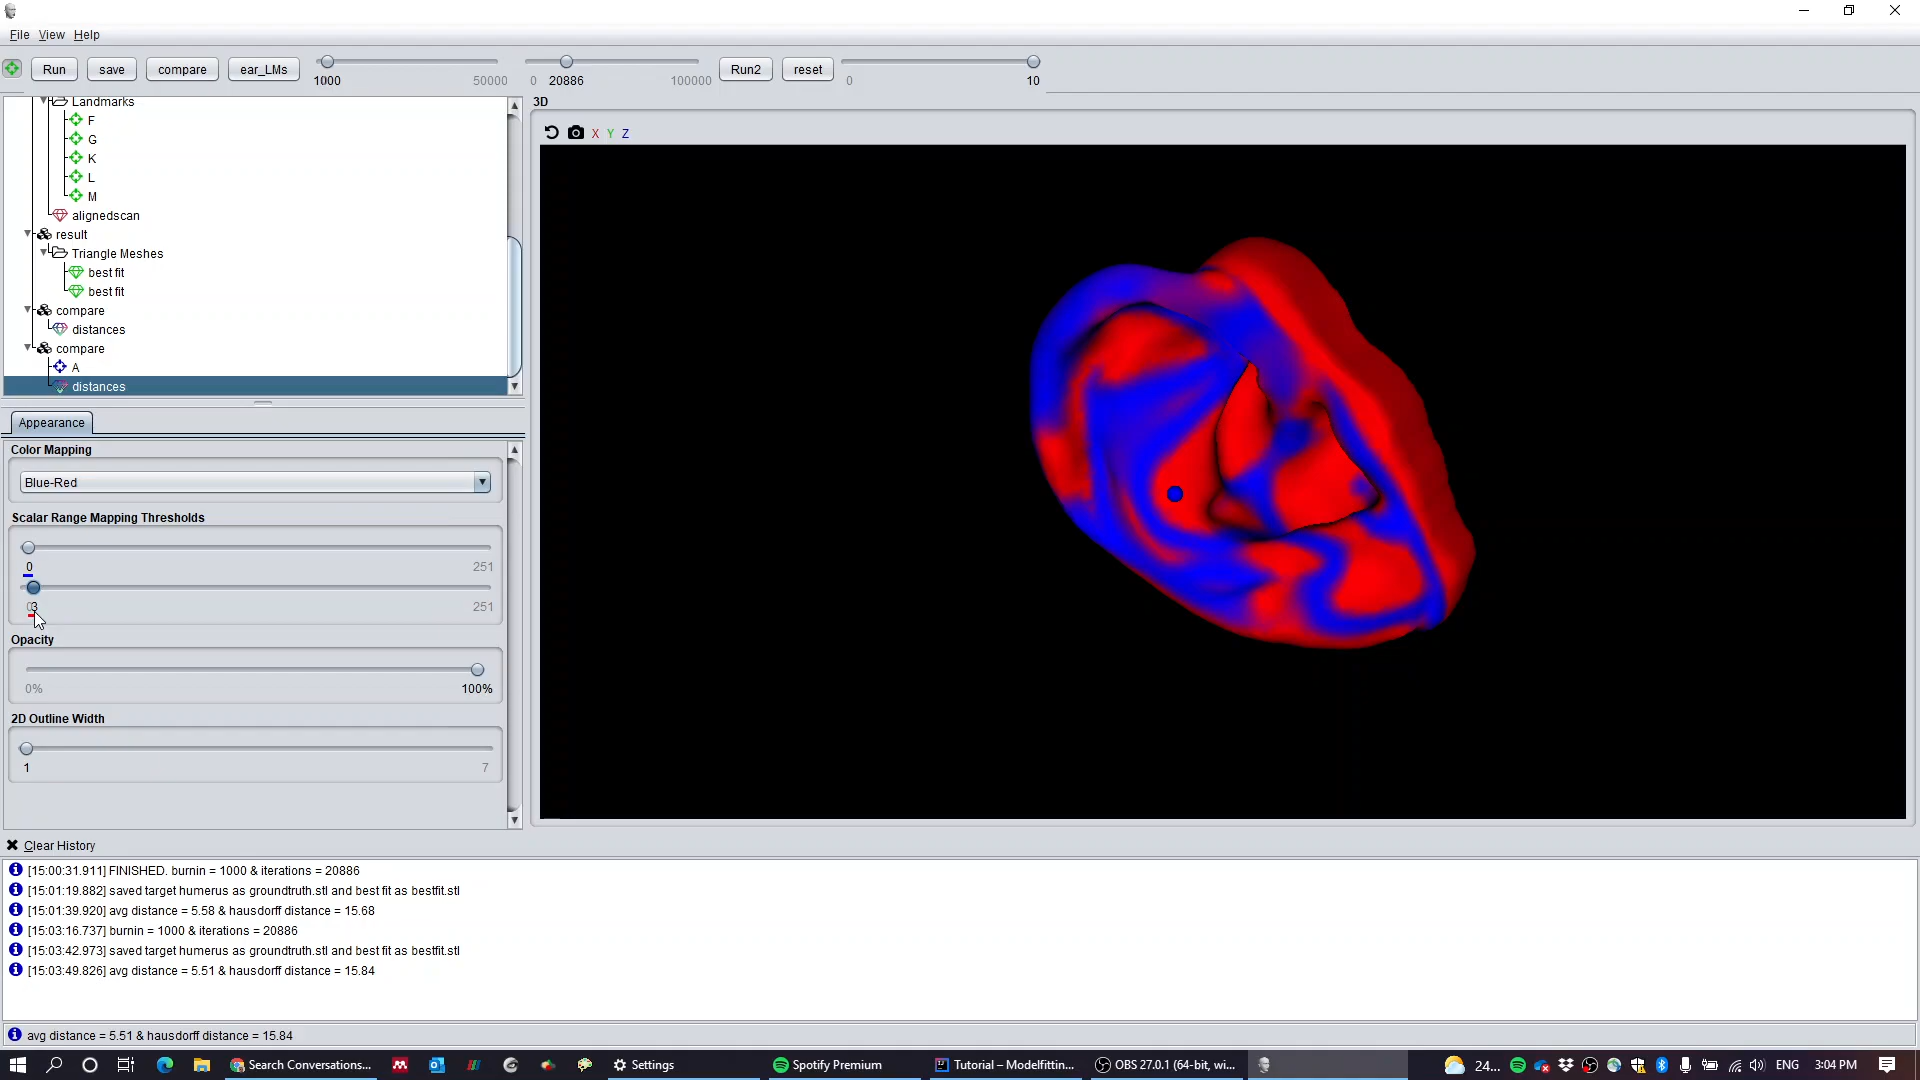 File View Help
Run save compare ear_LMs 1000 50000 0 20886 100000 Run2 reset 0 10
3D
X Y Z
Landmarks
F
G
K
L
M
alignedscan
result
Triangle Meshes
best fit
best fit
compare
distances
compare
A
distances
Appearance
Color Mapping
Blue-Red
Scalar Range Mapping Thresholds
0 251
3 251
Opacity
0% 100%
2D Outline Width
1 7
Clear History
[15:00:31.911] FINISHED. burnin = 1000 & iterations = 20886
[15:01:19.882] saved target humerus as groundtruth.stl and best fit as bestfit.stl
[15:01:39.920] avg distance = 5.58 & hausdorff distance = 15.68
[15:03:16.737] burnin = 1000 & iterations = 20886
[15:03:42.973] saved target humerus as groundtruth.stl and best fit as bestfit.stl
[15:03:49.826] avg distance = 5.51 & hausdorff distance = 15.84
avg distance = 5.51 & hausdorff distance = 15.84
Search Conversations... Settings Spotify Premium Tutorial – Modelfittin... OBS 27.0.1 (64-bit, wi... 24... ENG 3:04 PM